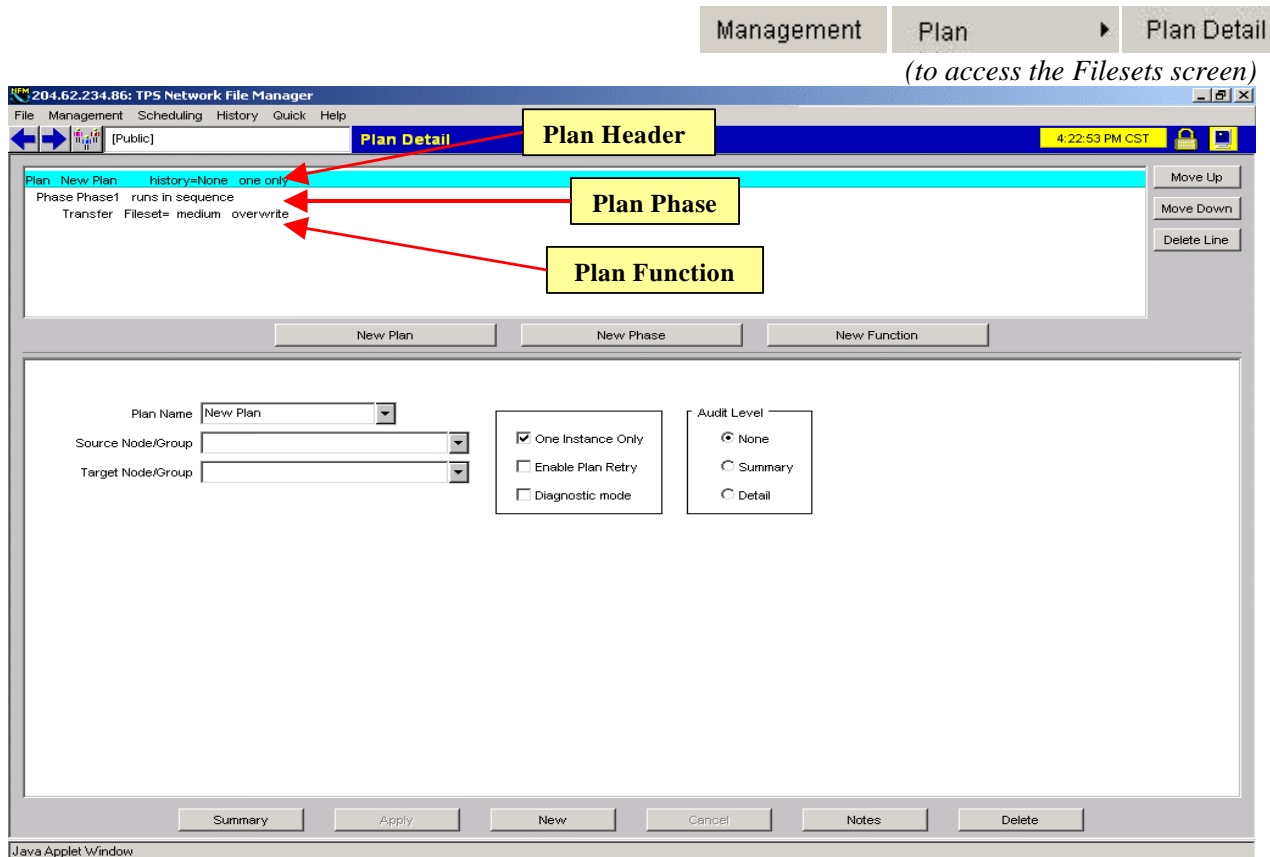 Management Plan Plan Detail
(to access the Filesets screen)
NFM 204.62.234.86: TPS Network File Manager
File Management Scheduling History Quick Help
[Public] Plan Detail 4:22:53 PM CST
Plan Header
Plan New Plan history=None one only
Phase Phase1 runs in sequence
Transfer Fileset= medium overwrite
Plan Phase
Plan Function
Move Up
Move Down
Delete Line
New Plan New Phase New Function
Plan Name New Plan
Source Node/Group
Target Node/Group
One Instance Only
Enable Plan Retry
Diagnostic mode
Audit Level
None
Summary
Detail
Summary Apply New Cancel Notes Delete
Java Applet Window